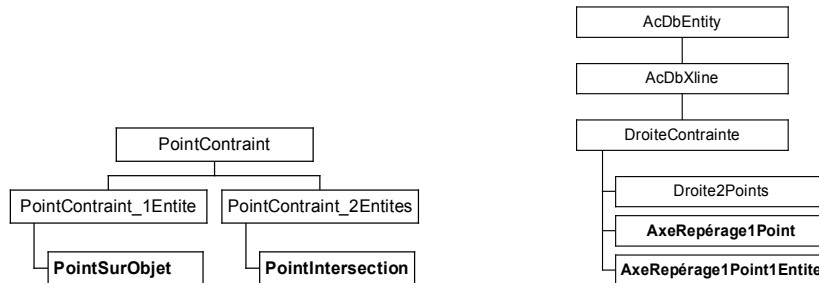 PointContraint
PointContraint_1Entite
PointContraint_2Entites
PointSurObjet
PointIntersection
AcDbEntity
AcDbXline
DroiteContrainte
Droite2Points
AxeRepérage1Point
AxeRepérage1Point1Entite